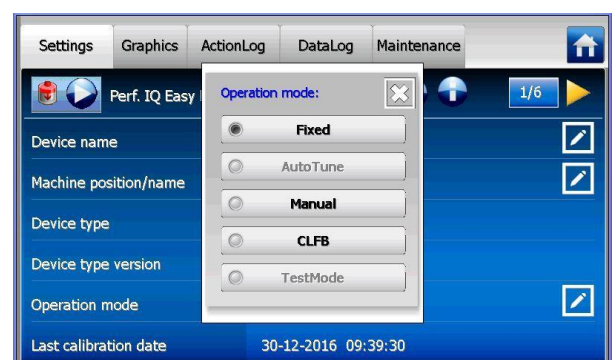 Settings Graphics ActionLog DataLog Maintenance
Perf. IQ Easy
1/6
Operation mode:
Fixed
AutoTune
Manual
CLFB
TestMode
Device name
Machine position/name
Device type
Device type version
Operation mode
Last calibration date 30-12-2016 09:39:30